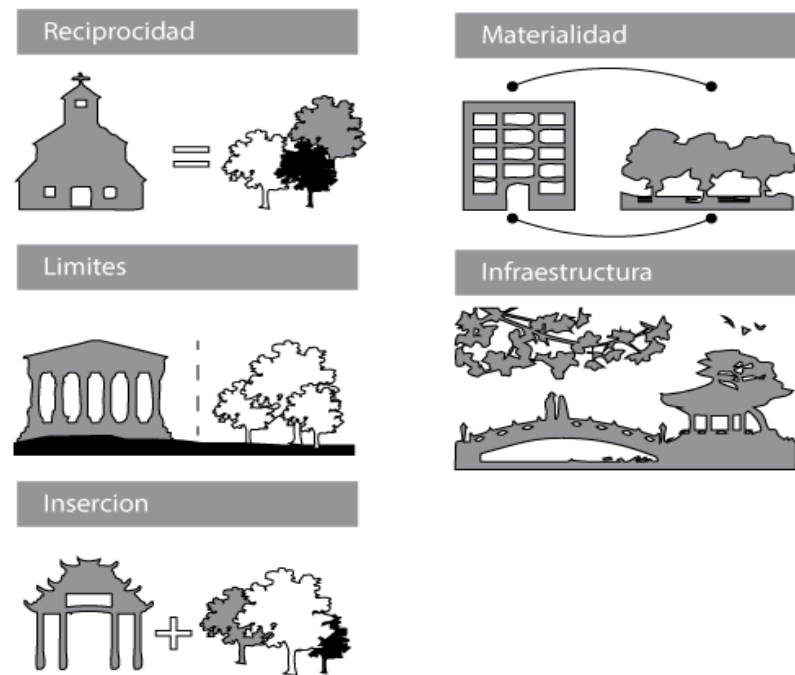 Reciprocidad
Materialidad
Limites
Infraestructura
Insercion